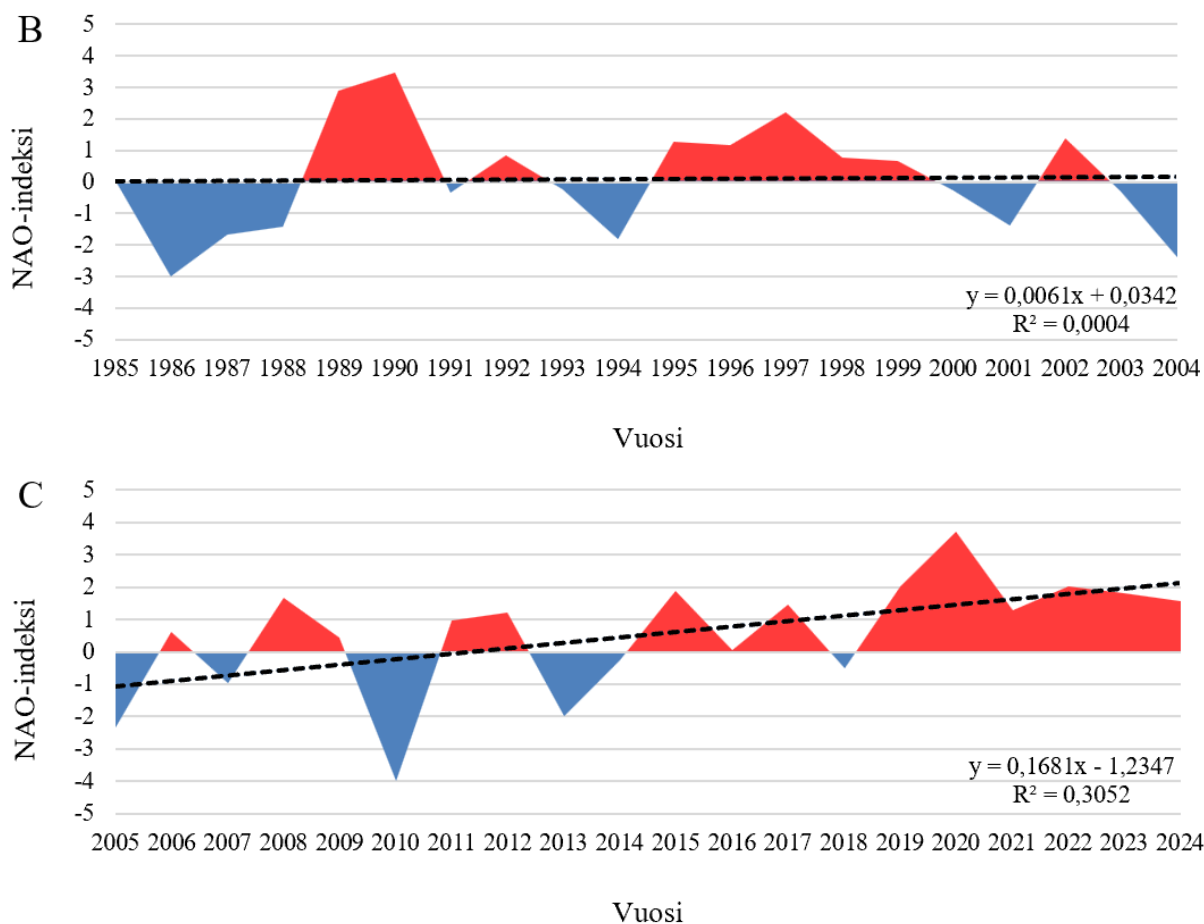 B
NAO-indeksi
5
4
3
2
1
0
-1
-2
-3
-4
-5
y = 0,0061x + 0,0342
R² = 0,0004
1985 1986 1987 1988 1989 1990 1991 1992 1993 1994 1995 1996 1997 1998 1999 2000 2001 2002 2003 2004
Vuosi
C
NAO-indeksi
5
4
3
2
1
0
-1
-2
-3
-4
-5
y = 0,1681x - 1,2347
R² = 0,3052
2005 2006 2007 2008 2009 2010 2011 2012 2013 2014 2015 2016 2017 2018 2019 2020 2021 2022 2023 2024
Vuosi